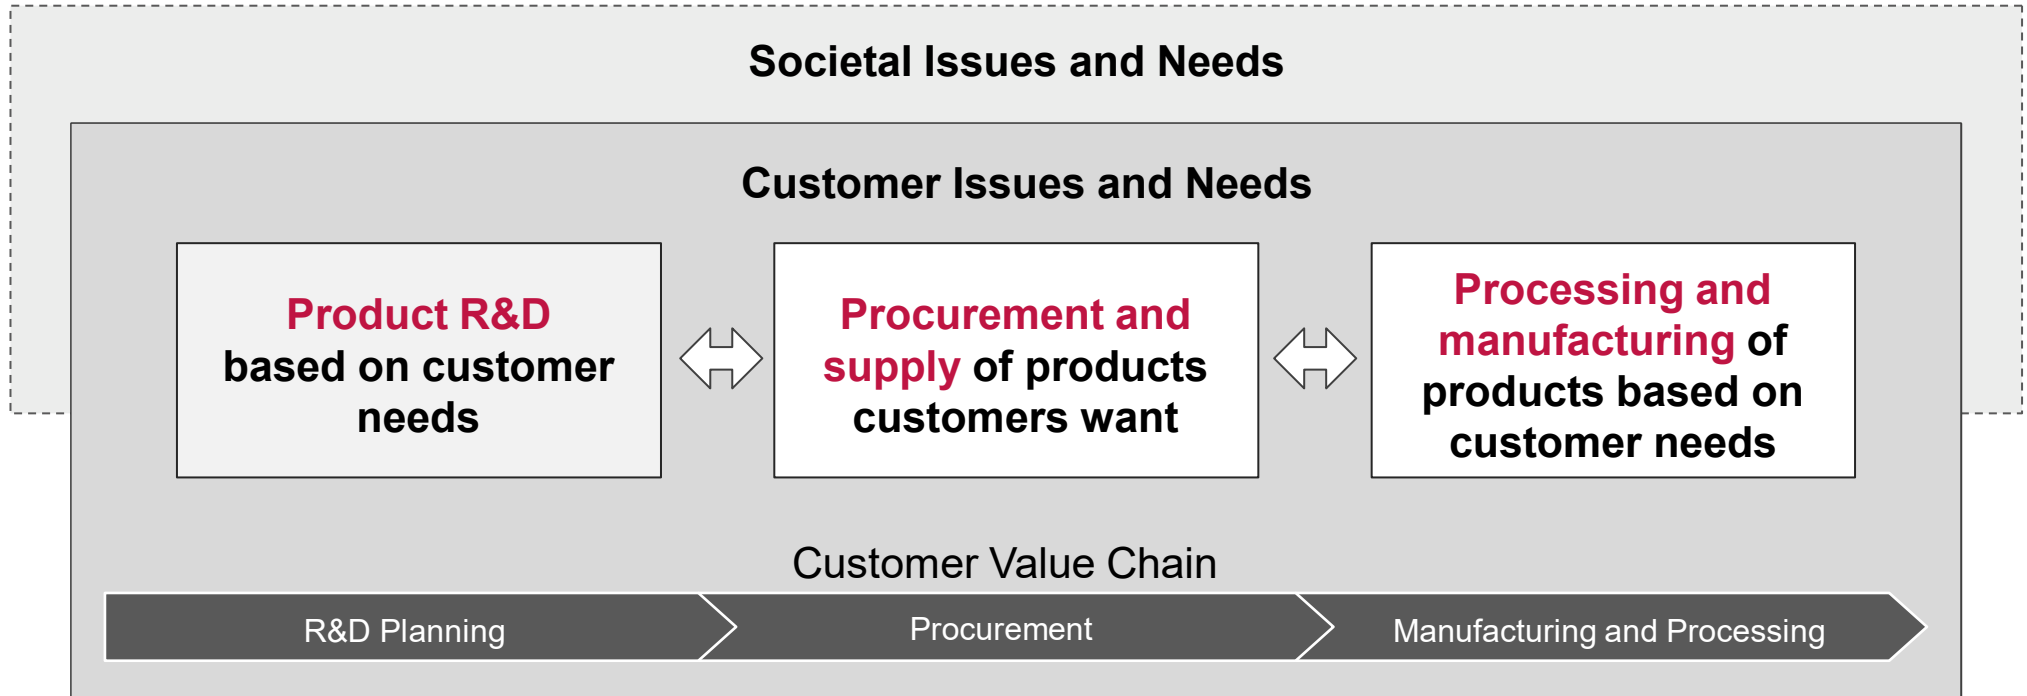 Societal Issues and Needs
Customer Issues and Needs
Product R&D
based on customer
needs
Procurement and
supply of products
customers want
Processing and
manufacturing of
products based on
customer needs
Customer Value Chain
R&D Planning
Procurement
Manufacturing and Processing